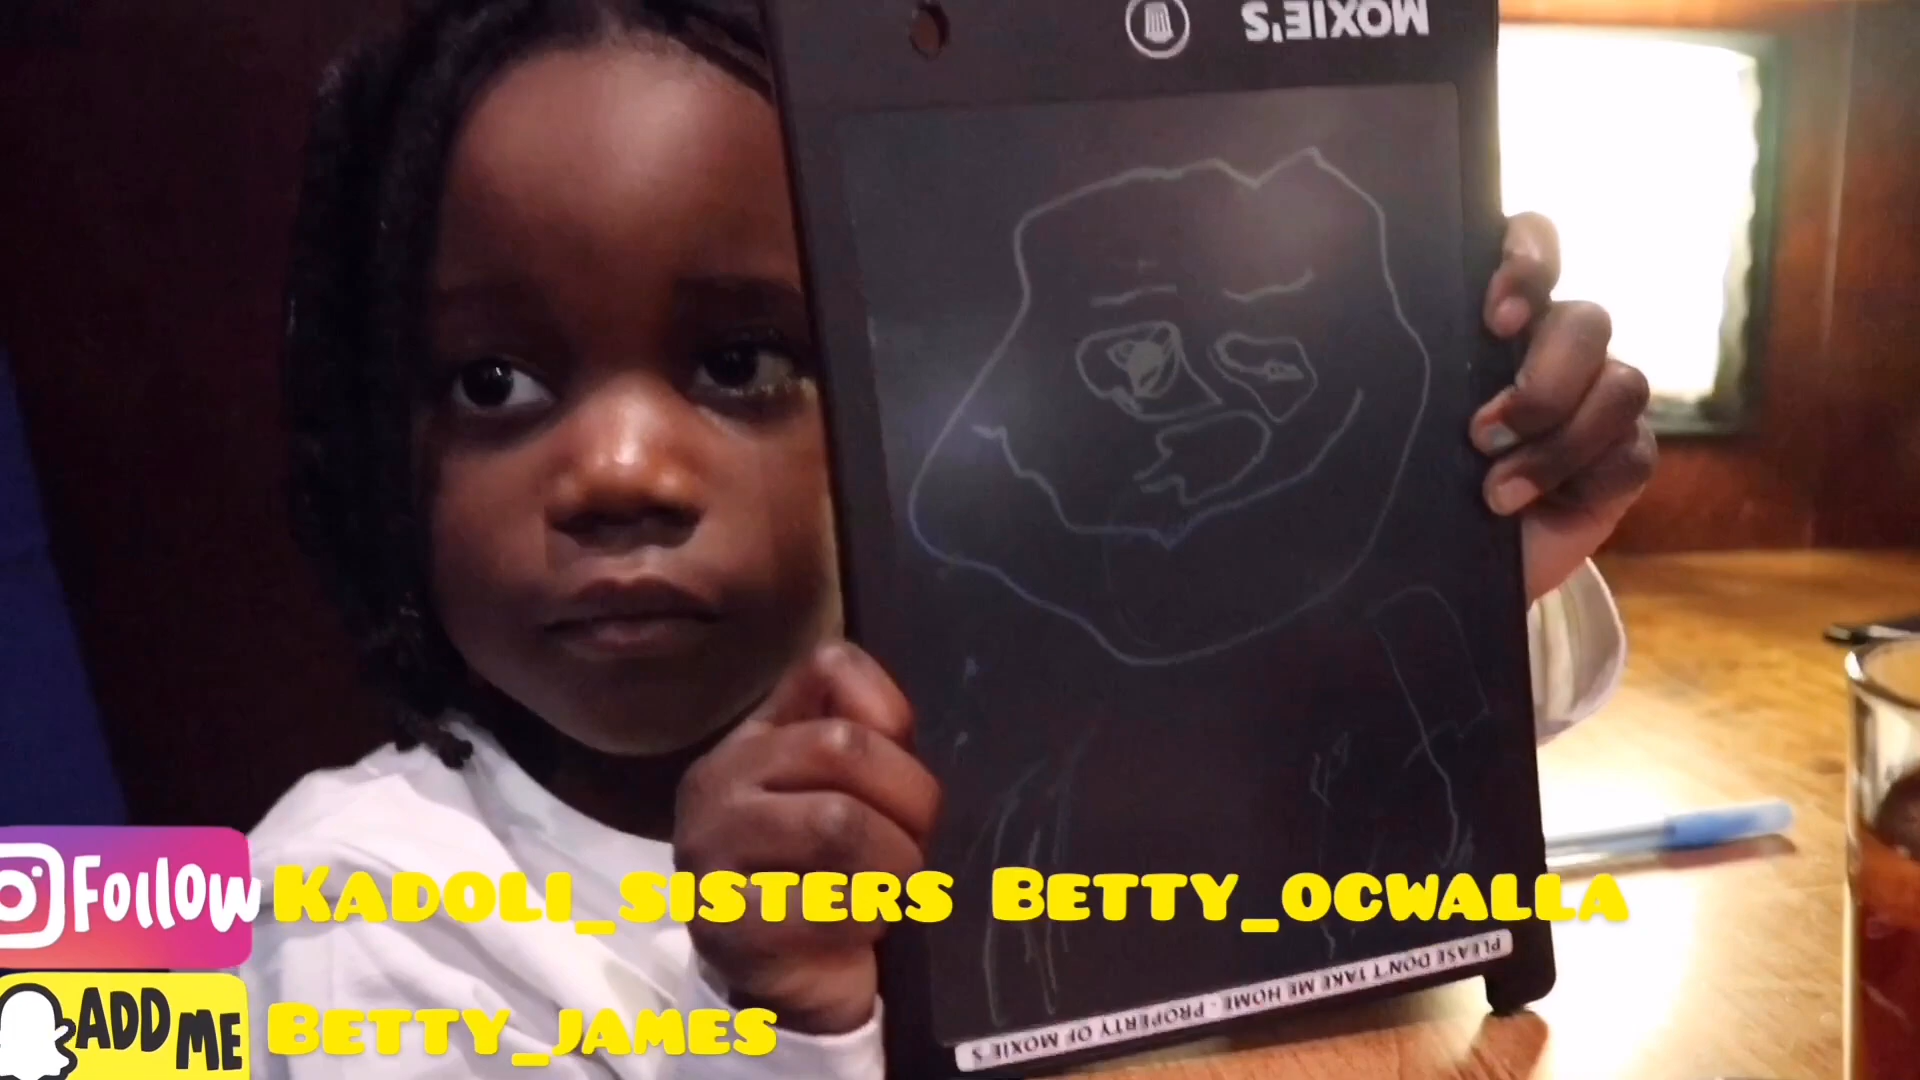 MOXIE'S
Follow KADOLI_SISTERS BETTY_OCWALLA
PLEASE DON'T TAKE ME HOME - PROPERTY OF MOXIE'S
ADD ME BETTY_JAMES